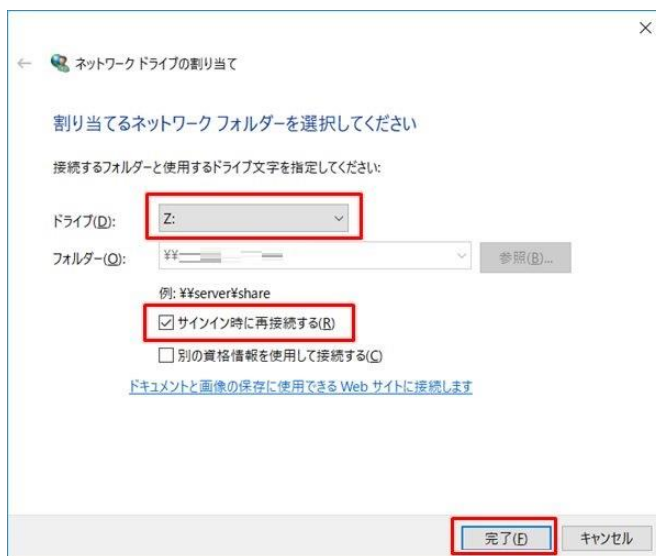 ネットワーク ドライブの割り当て
割り当てるネットワーク フォルダーを選択してください
接続するフォルダーと使用するドライブ文字を指定してください:
ドライブ(D): Z:
フォルダー(O): ¥¥ 参照(B)...
例: ¥¥server¥share
サインイン時に再接続する(R)
別の資格情報を使用して接続する(C)
ドキュメントと画像の保存に使用できる Web サイトに接続します
完了(F) キャンセル